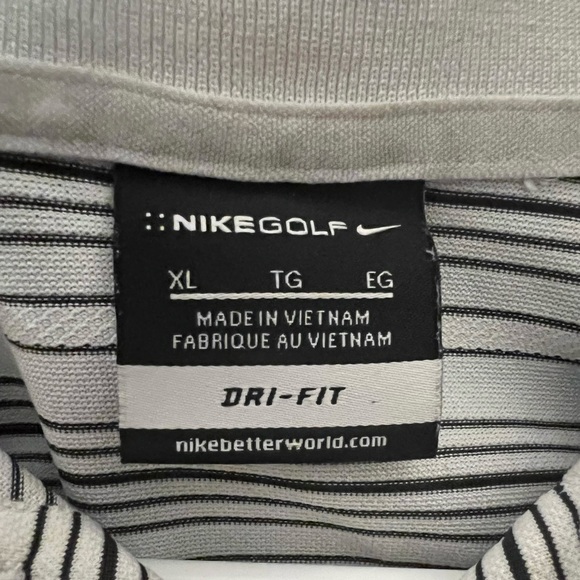 NIKEGOLF
XL TG EG
MADE IN VIETNAM
FABRIQUE AU VIETNAM
DRI-FIT
nikebetterworld.com